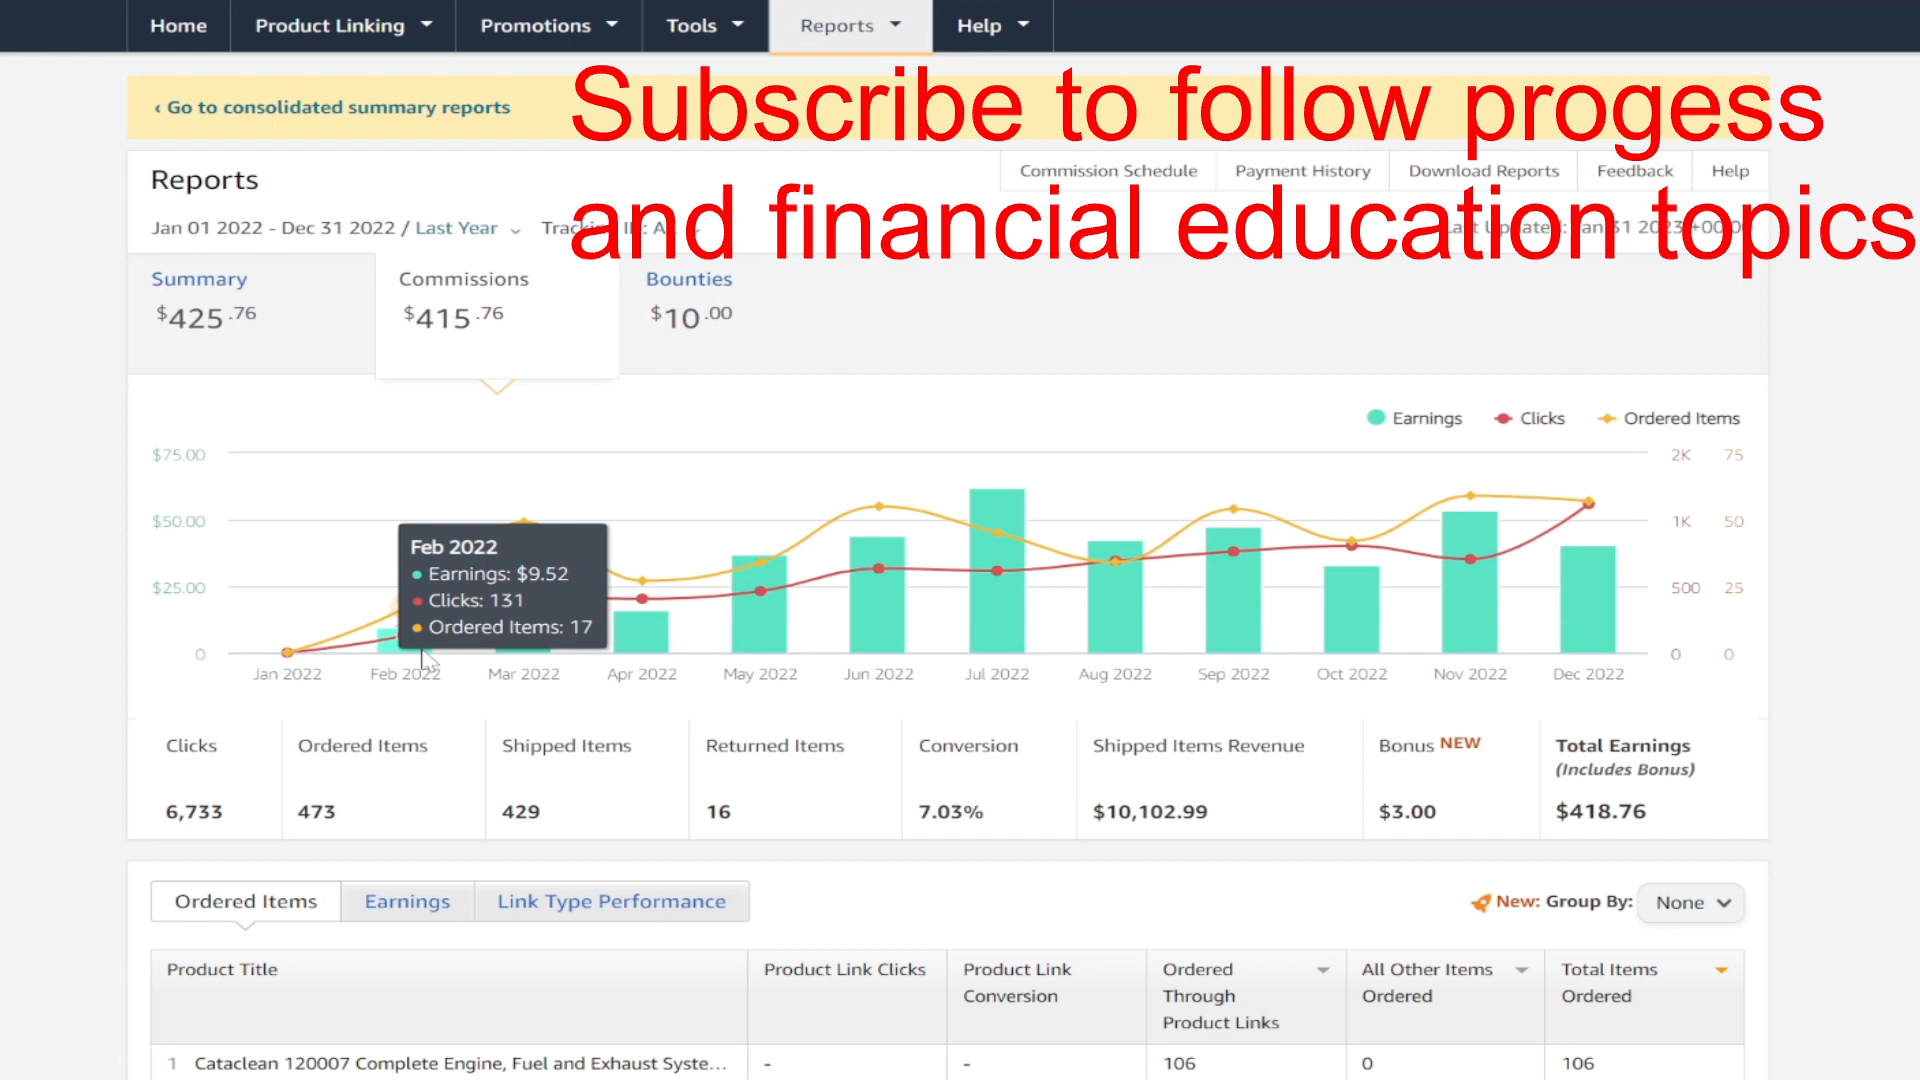 Home Product Linking Promotions Tools Reports Help
Subscribe to follow progess
‹ Go to consolidated summary reports
Commission Schedule Payment History Download Reports Feedback Help
Reports
and financial education topics
Jan 01 2022 - Dec 31 2022 / Last Year
Summary Commissions Bounties
$425.76 $415.76 $10.00
Earnings Clicks Ordered Items
$75.00 2K 75
$50.00 1K 50
Feb 2022
Earnings: $9.52
$25.00 500 25
Clicks: 131
Ordered Items: 17
0 0 0
Jan 2022 Feb 2022 Mar 2022 Apr 2022 May 2022 Jun 2022 Jul 2022 Aug 2022 Sep 2022 Oct 2022 Nov 2022 Dec 2022
Clicks Ordered Items Shipped Items Returned Items Conversion Shipped Items Revenue Bonus NEW Total Earnings
(Includes Bonus)
6,733 473 429 16 7.03% $10,102.99 $3.00 $418.76
Ordered Items Earnings Link Type Performance New: Group By: None
Product Title Product Link Clicks Product Link Ordered All Other Items Total Items
Conversion Through Ordered Ordered
Product Links
1 Cataclean 120007 Complete Engine, Fuel and Exhaust Syste... - - 106 0 106